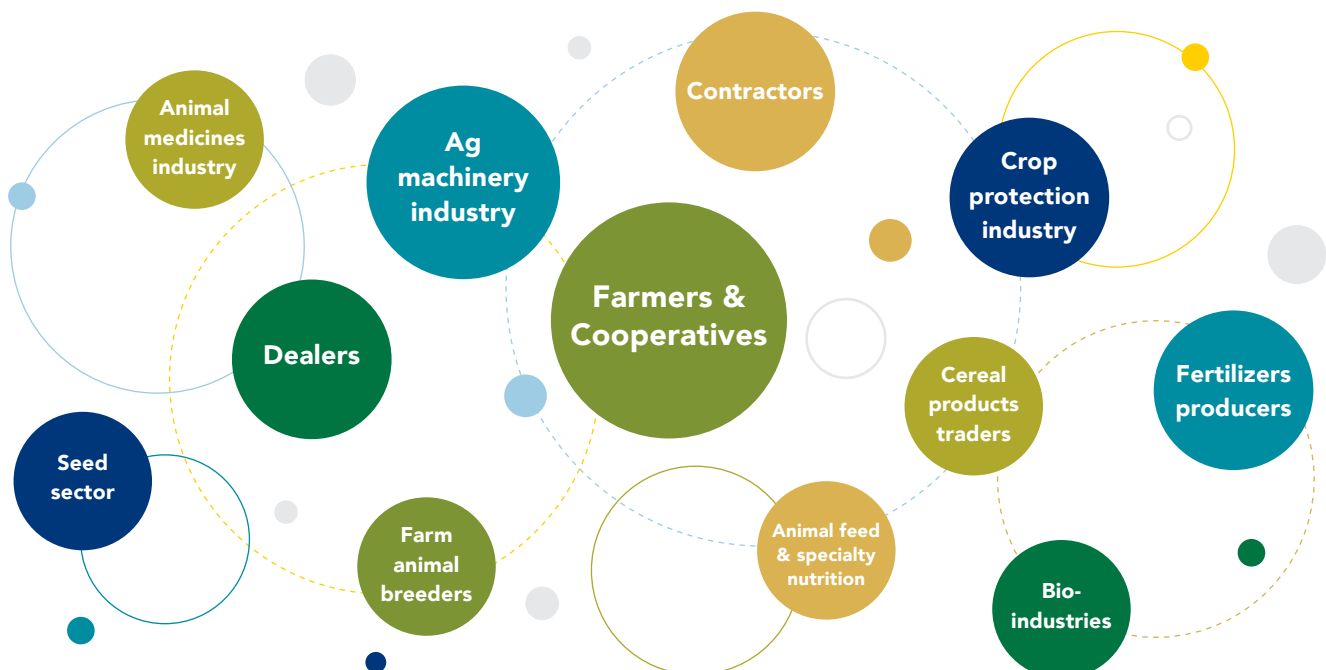 Contractors
Animal
medicines
industry
Ag
machinery
industry
Crop
protection
industry
Farmers &
Cooperatives
Dealers
Cereal
products
traders
Fertilizers
producers
Seed
sector
Farm
animal
breeders
Animal feed
& specialty
nutrition
Bio-
industries